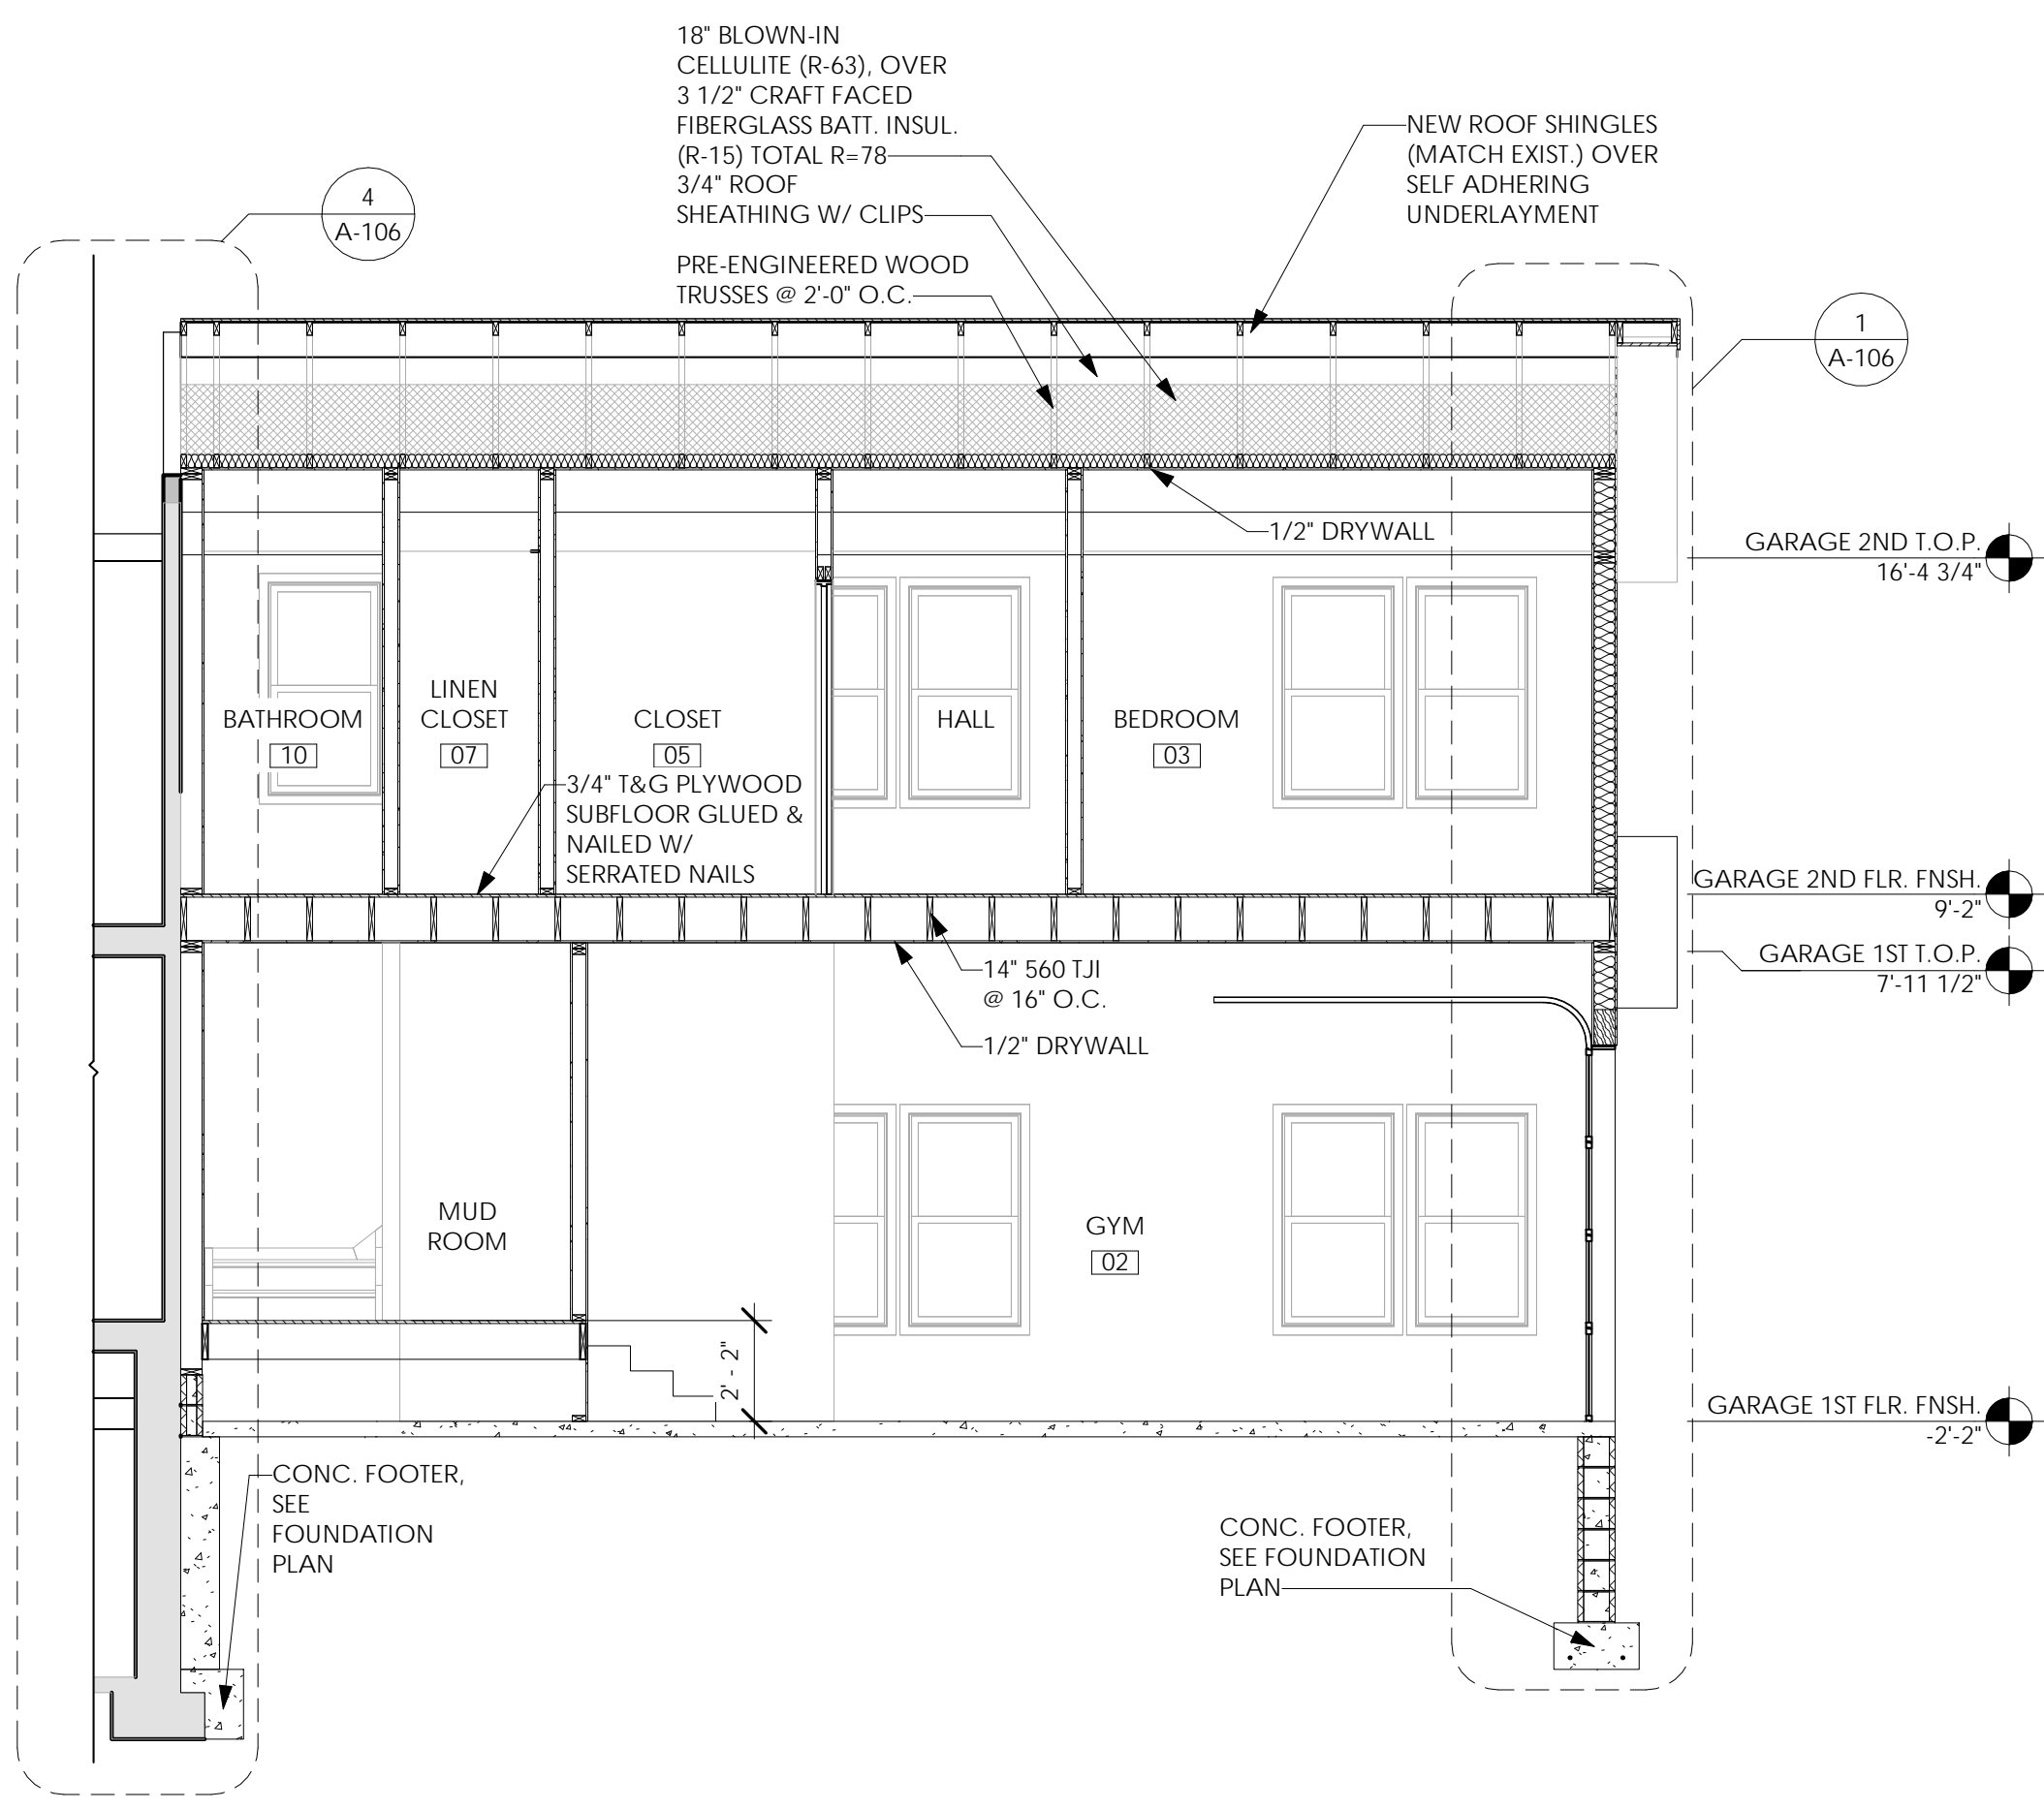 18" BLOWN-IN
CELLULITE (R-63), OVER
3 1/2" CRAFT FACED
FIBERGLASS BATT. INSUL.
(R-15) TOTAL R=78
3/4" ROOF
SHEATHING W/ CLIPS
PRE-ENGINEERED WOOD
TRUSSES @ 2'-0" O.C.
NEW ROOF SHINGLES
(MATCH EXIST.) OVER
SELF ADHERING
UNDERLAYMENT
4
A-106
1
A-106
1/2" DRYWALL
GARAGE 2ND T.O.P.
16'-4 3/4"
BATHROOM
10
LINEN
CLOSET
07
CLOSET
05
HALL
BEDROOM
03
3/4" T&G PLYWOOD
SUBFLOOR GLUED &
NAILED W/
SERRATED NAILS
GARAGE 2ND FLR. FNSH.
9'-2"
GARAGE 1ST T.O.P.
7'-11 1/2"
14" 560 TJI
@ 16" O.C.
1/2" DRYWALL
MUD
ROOM
GYM
02
2' - 2"
GARAGE 1ST FLR. FNSH.
-2'-2"
CONC. FOOTER,
SEE
FOUNDATION
PLAN
CONC. FOOTER,
SEE FOUNDATION
PLAN